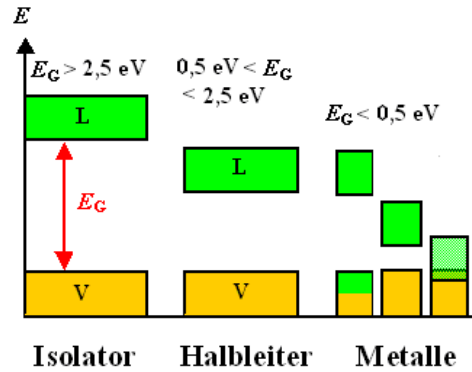 E
E_G > 2,5 eV
0,5 eV < E_G
< 2,5 eV
E_G < 0,5 eV
L
L
E_G
V
V
Isolator
Halbleiter
Metalle